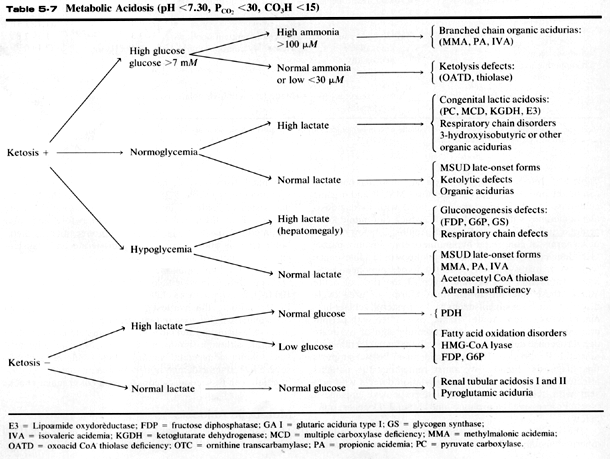 Table 5-7 Metabolic Acidosis (pH <7.30, PCO₂ <30, CO₃H <15)
Ketosis +
High glucose
glucose >7 mM
High ammonia
>100 µM
Branched chain organic acidurias:
(MMA, PA, IVA)
Normal ammonia
or low <30 µM
Ketolysis defects:
(OATD, thiolase)
Normoglycemia
High lactate
Congenital lactic acidosis:
(PC, MCD, KGDH, E3)
Respiratory chain disorders
3-hydroxyisobutyric or other
organic acidurias
Normal lactate
MSUD late-onset forms
Ketolytic defects
Organic acidurias
Hypoglycemia
High lactate
(hepatomegaly)
Gluconeogenesis defects:
(FDP, G6P, GS)
Respiratory chain defects
Normal lactate
MSUD late-onset forms
MMA, PA, IVA
Acetoacetyl CoA thiolase
Adrenal insufficiency
Ketosis −
High lactate
Normal glucose
PDH
Low glucose
Fatty acid oxidation disorders
HMG-CoA lyase
FDP, G6P
Normal lactate
Normal glucose
Renal tubular acidosis I and II
Pyroglutamic aciduria
E3 = Lipoamide oxydoréductase; FDP = fructose diphosphatase; GA I = glutaric aciduria type I; GS = glycogen synthase;
IVA = isovaleric acidemia; KGDH = ketoglutarate dehydrogenase; MCD = multiple carboxylase deficiency; MMA = methylmalonic acidemia;
OATD = oxoacid CoA thiolase deficiency; OTC = ornithine transcarbamylase; PA = propionic acidemia; PC = pyruvate carboxylase.